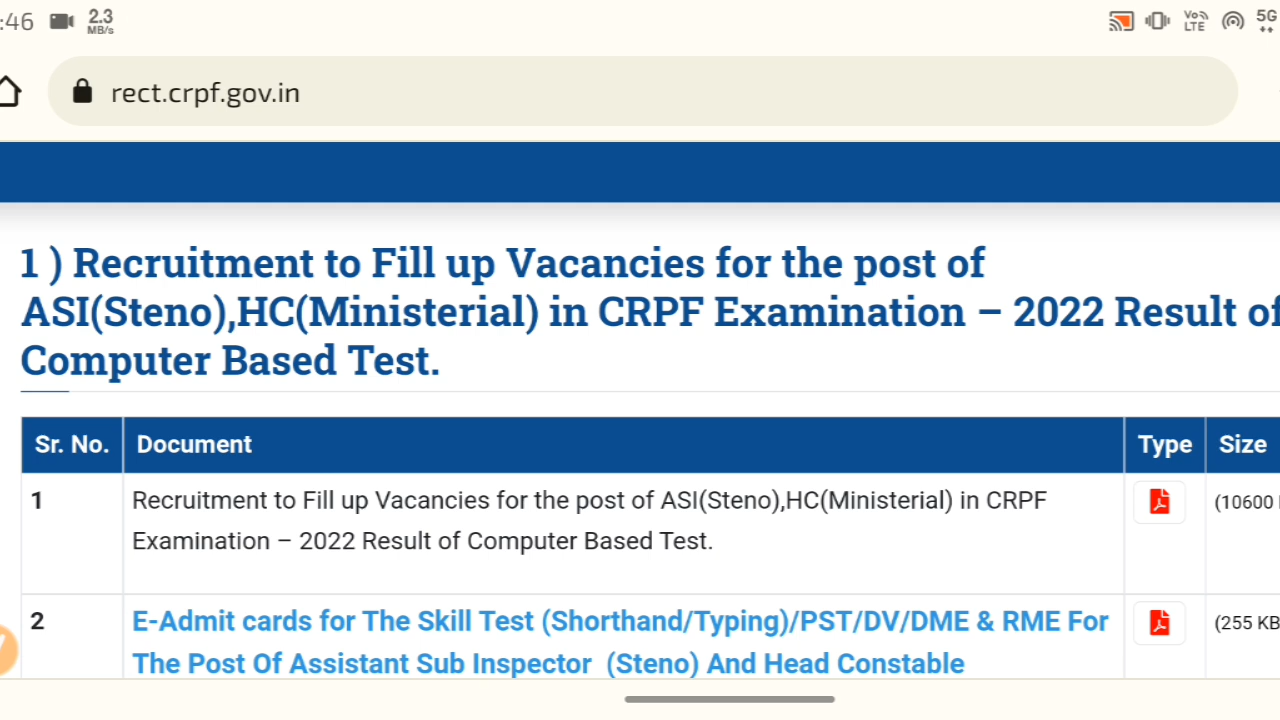 :46 2.3 MB/s Vo LTE 5G
rect.crpf.gov.in
1 ) Recruitment to Fill up Vacancies for the post of
ASI(Steno),HC(Ministerial) in CRPF Examination – 2022 Result of
Computer Based Test.
Sr. No. Document Type Size
1 Recruitment to Fill up Vacancies for the post of ASI(Steno),HC(Ministerial) in CRPF (10600
Examination – 2022 Result of Computer Based Test.
2 E-Admit cards for The Skill Test (Shorthand/Typing)/PST/DV/DME & RME For (255 KB
The Post Of Assistant Sub Inspector (Steno) And Head Constable